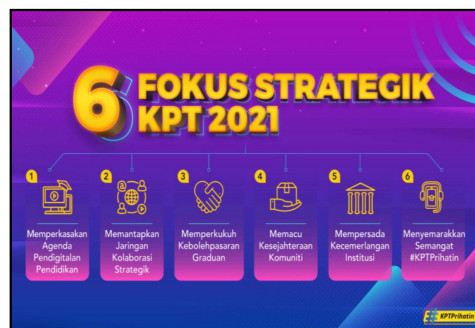 6 FOKUS STRATEGIK
KPT 2021
1
Memperkasakan
Agenda
Pendigitalan
Pendidikan
2
Memantapkan
Jaringan
Kolaborasi
Strategik
3
Memperkukuh
Kebolehpasaran
Graduan
4
Memacu
Kesejahteraan
Komuniti
5
Mempersada
Kecemerlangan
Institusi
6
Menyemarakkan
Semangat
#KPTPrihatin
KPTPrihatin